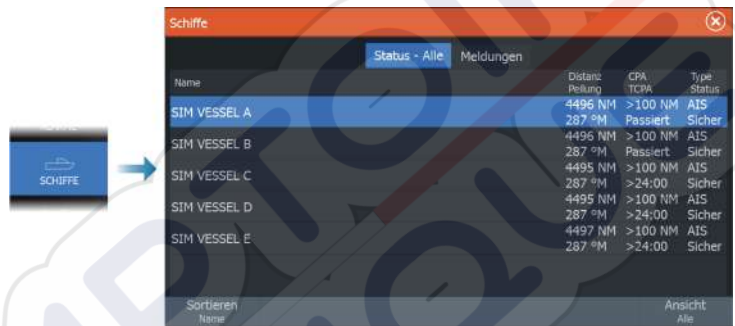 Schiffe
Status - Alle Meldungen
Name Distanz CPA Type
Peilung TCPA Status
SIM VESSEL A 4496 NM >100 NM AIS
287 °M Passiert Sicher
SIM VESSEL B 4496 NM >100 NM AIS
287 °M Passiert Sicher
SIM VESSEL C 4495 NM >100 NM AIS
287 °M >24:00 Sicher
SIM VESSEL D 4495 NM >100 NM AIS
287 °M >24:00 Sicher
SIM VESSEL E 4497 NM >100 NM AIS
287 °M >24:00 Sicher
SCHIFFE
Sortieren Ansicht
Name Alle